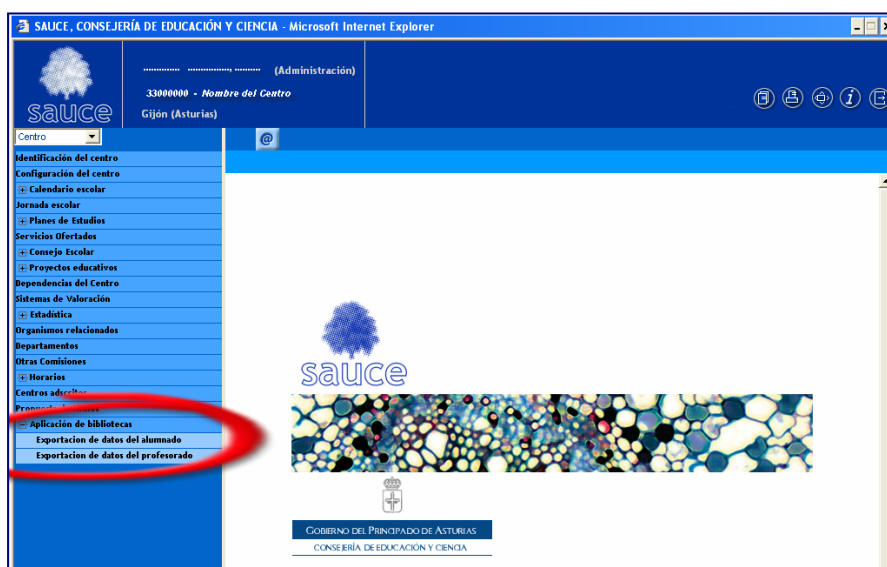 SAUCE, CONSEJERÍA DE EDUCACIÓN Y CIENCIA - Microsoft Internet Explorer
(Administración)
33000000 - Nombre del Centro
Gijón (Asturias)
sauce
Centro
@
Identificación del centro
Configuración del centro
Calendario escolar
Jornada escolar
Planes de Estudios
Servicios Ofertados
Consejo Escolar
Proyectos educativos
Dependencias del Centro
Sistemas de Valoración
Estadística
Organismos relacionados
Departamentos
Otras Comisiones
Horarios
Centros adscritos
Aplicación de bibliotecas
Exportacion de datos del alumnado
Exportacion de datos del profesorado
sauce
GOBIERNO DEL PRINCIPADO DE ASTURIAS
CONSEJERÍA DE EDUCACIÓN Y CIENCIA